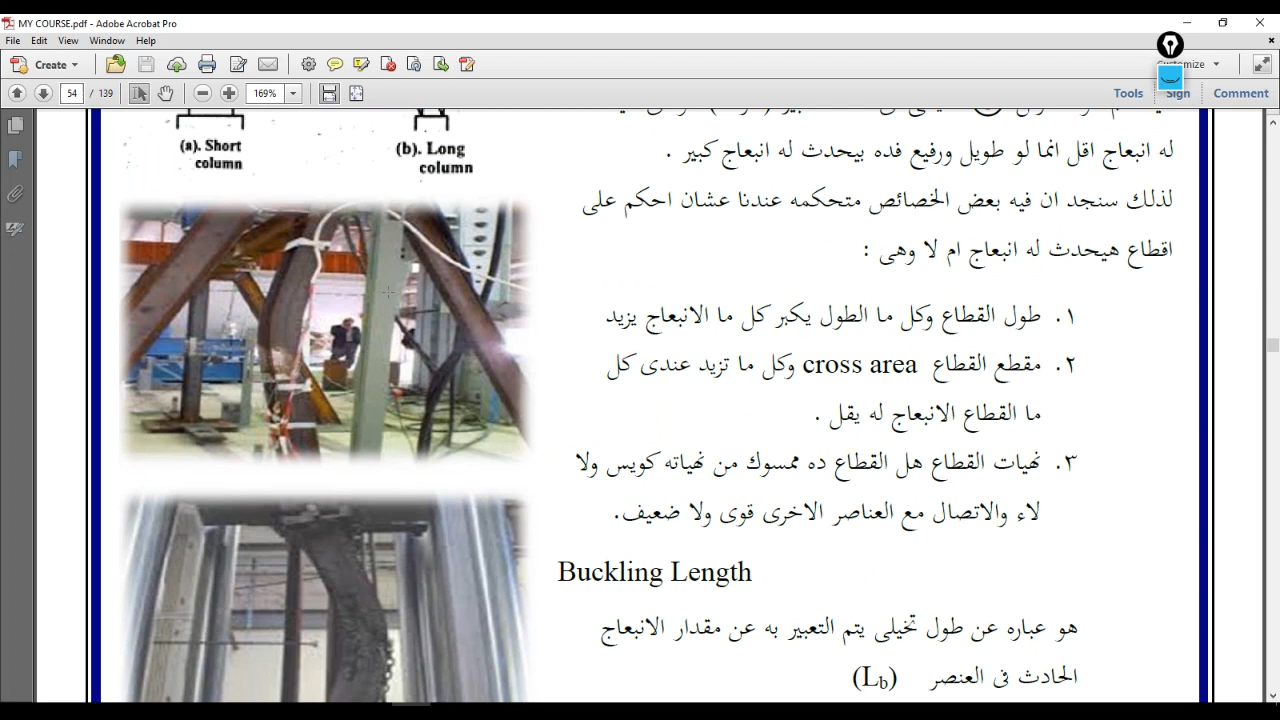 MY COURSE.pdf - Adobe Acrobat Pro
File Edit View Window Help
Create
Customize
54 / 139
169%
Tools Sign Comment
(a). Short
column
(b). Long
column
له انبعاج اقل انما لو طويل ورفيع فده بيحدث له انبعاج كبير .
لذلك سنجد ان فيه بعض الخصائص متحكمه عندنا عشان احكم على
اقطاع هيحدث له انبعاج ام لا وهى :
١. طول القطاع وكل ما الطول يكبر كل ما الانبعاج يزيد
٢. مقطع القطاع cross area وكل ما تزيد عندى كل
ما القطاع الانبعاج له يقل .
٣. نهيات القطاع هل القطاع ده ممسوك من نهياته كويس ولا
لاء والاتصال مع العناصر الاخرى قوى ولا ضعيف.
Buckling Length
هو عباره عن طول تخيلى يتم التعبير به عن مقدار الانبعاج
الحادث فى العنصر (Lb)